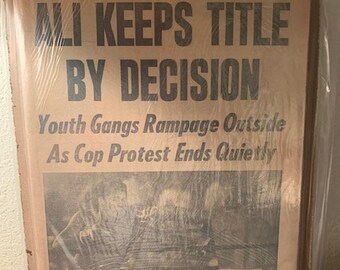 ALI KEEPS TITLE
BY DECISION
Youth Gangs Rampage Outside
As Cop Protest Ends Quietly